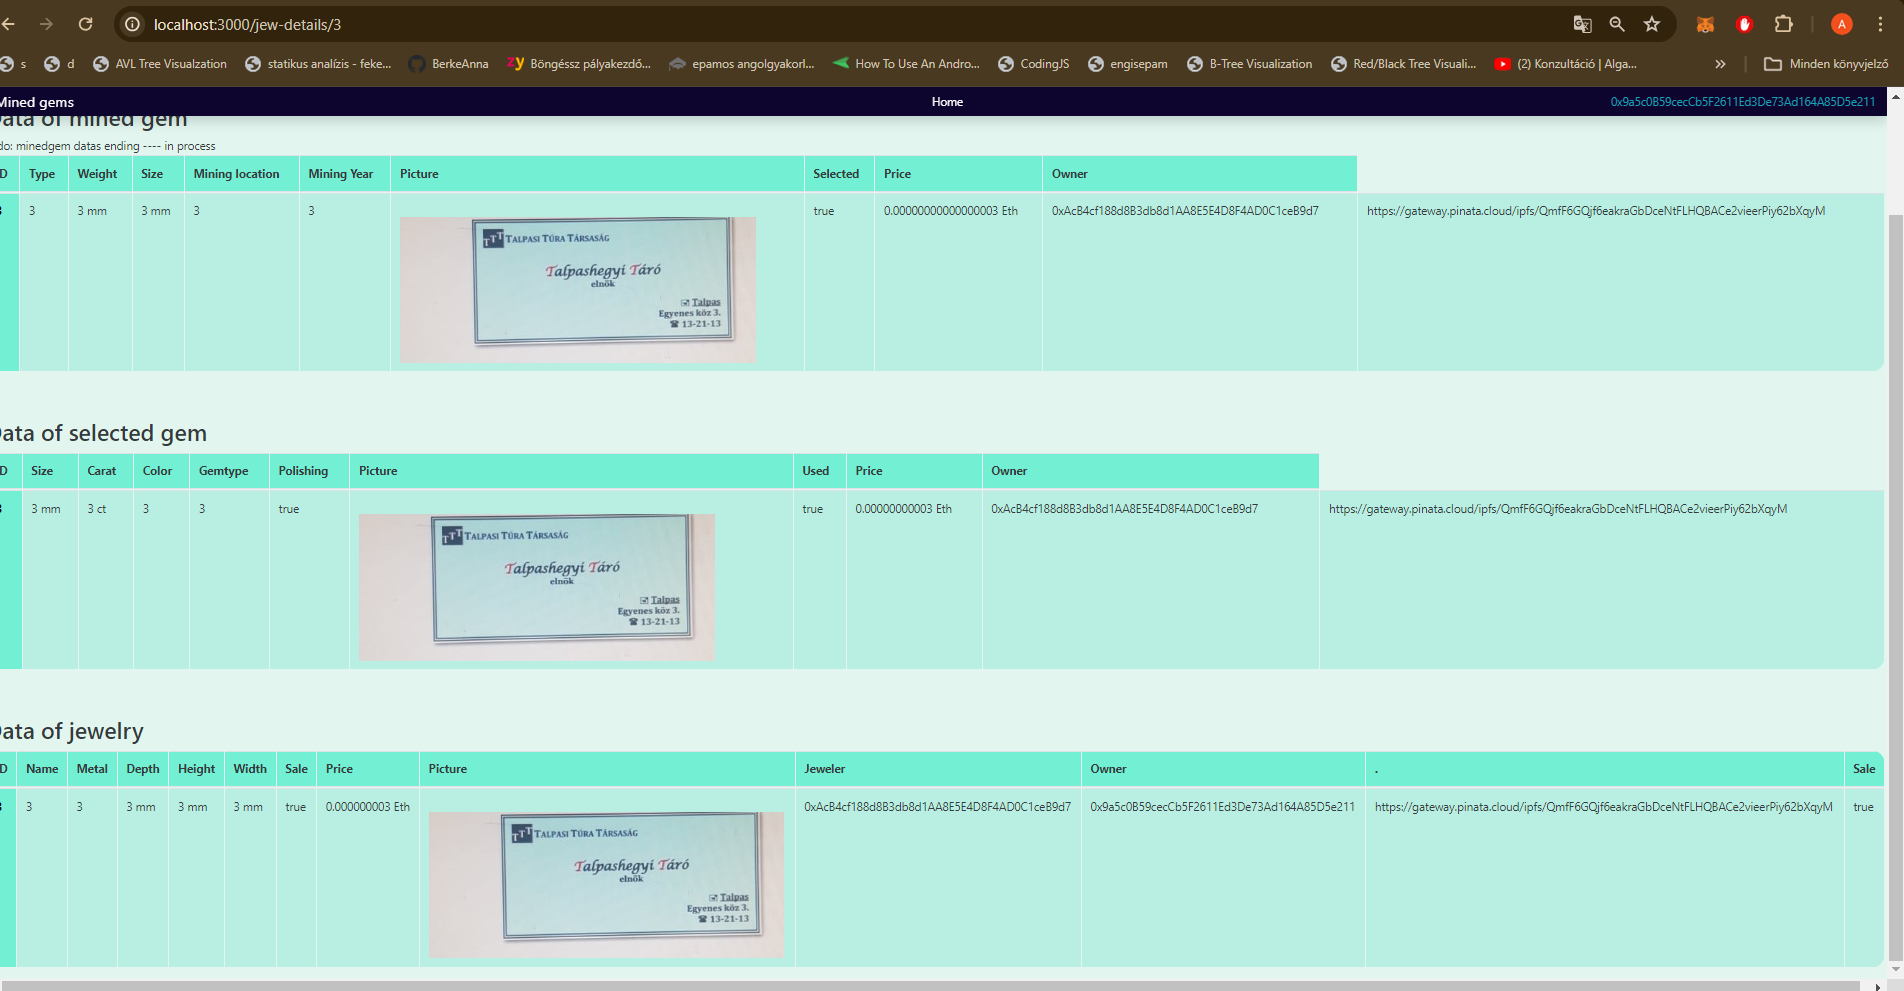 localhost:3000/jew-details/3
A
s d AVL Tree Visualzation statikus analízis - feke... BerkeAnna Böngéssz pályakezdő... epamos angolgyakorl... How To Use An Andro... CodingJS engisepam B-Tree Visualization Red/Black Tree Visuali... (2) Konzultáció | Alga... » Minden könyvjelző
Mined gems Home 0x9a5c0B59cecCb5F2611Ed3De73Ad164A85D5e211
ata of mined gem
do: minedgem datas ending ---- in process
D Type Weight Size Mining location Mining Year Picture Selected Price Owner
3 3 mm 3 mm 3 3 true 0.00000000000000003 Eth 0xAcB4cf188d8B3db8d1AA8E5E4D8F4AD0C1ceB9d7 https://gateway.pinata.cloud/ipfs/QmfF6GQjf6eakraGbDceNtFLHQBACe2vieerPiy62bXqyM
TTT TALPASI TÚRA TÁRSASÁG
Talpashegyi Táró
elnök
Talpas
Egyenes köz 3.
☎ 13-21-13
ata of selected gem
D Size Carat Color Gemtype Polishing Picture Used Price Owner
3 mm 3 ct 3 3 true true 0.00000000003 Eth 0xAcB4cf188d8B3db8d1AA8E5E4D8F4AD0C1ceB9d7 https://gateway.pinata.cloud/ipfs/QmfF6GQjf6eakraGbDceNtFLHQBACe2vieerPiy62bXqyM
TTT TALPASI TÚRA TÁRSASÁG
Talpashegyi Táró
elnök
Talpas
Egyenes köz 3.
☎ 13-21-13
ata of jewelry
D Name Metal Depth Height Width Sale Price Picture Jeweler Owner . Sale
3 3 3 mm 3 mm 3 mm true 0.000000003 Eth 0xAcB4cf188d8B3db8d1AA8E5E4D8F4AD0C1ceB9d7 0x9a5c0B59cecCb5F2611Ed3De73Ad164A85D5e211 https://gateway.pinata.cloud/ipfs/QmfF6GQjf6eakraGbDceNtFLHQBACe2vieerPiy62bXqyM true
TTT TALPASI TÚRA TÁRSASÁG
Talpashegyi Táró
elnök
Talpas
Egyenes köz 3.
☎ 13-21-13